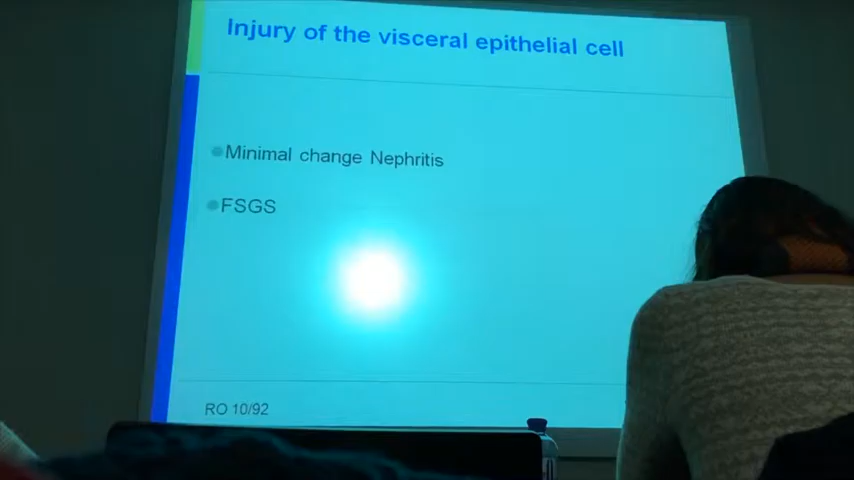 Injury of the visceral epithelial cell
Minimal change Nephritis
FSGS
RO 10/92